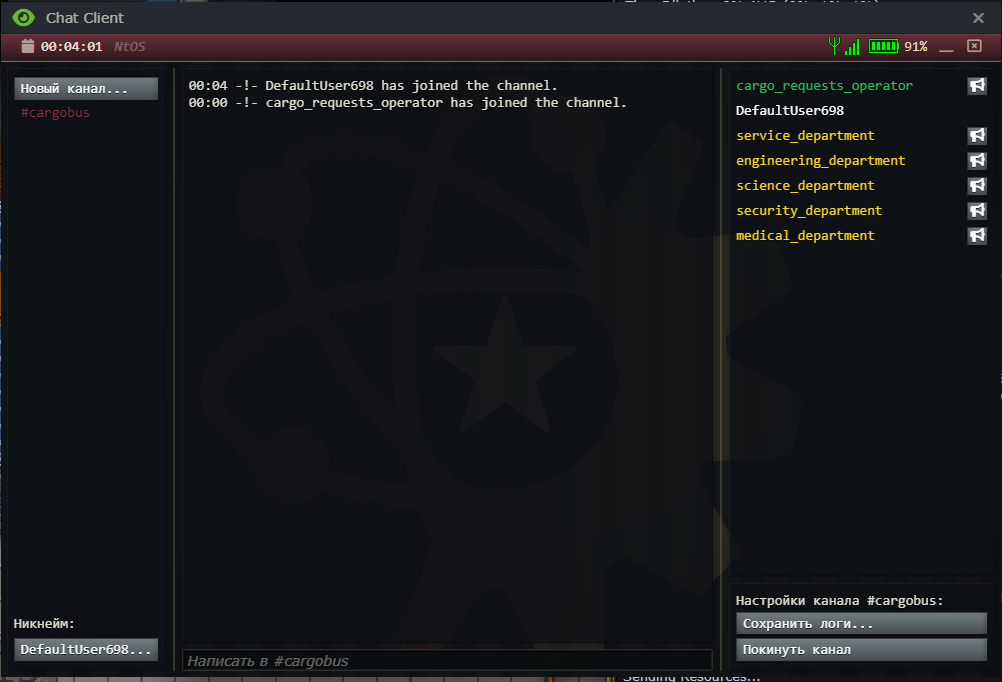 Chat Client
00:04:01 NtOS
91%
Новый канал...
#cargobus
00:04 -!- DefaultUser698 has joined the channel.
00:00 -!- cargo_requests_operator has joined the channel.
cargo_requests_operator
DefaultUser698
service_department
engineering_department
science_department
security_department
medical_department
Никнейм:
DefaultUser698...
Написать в #cargobus
Настройки канала #cargobus:
Сохранить логи...
Покинуть канал
Sending Resources...